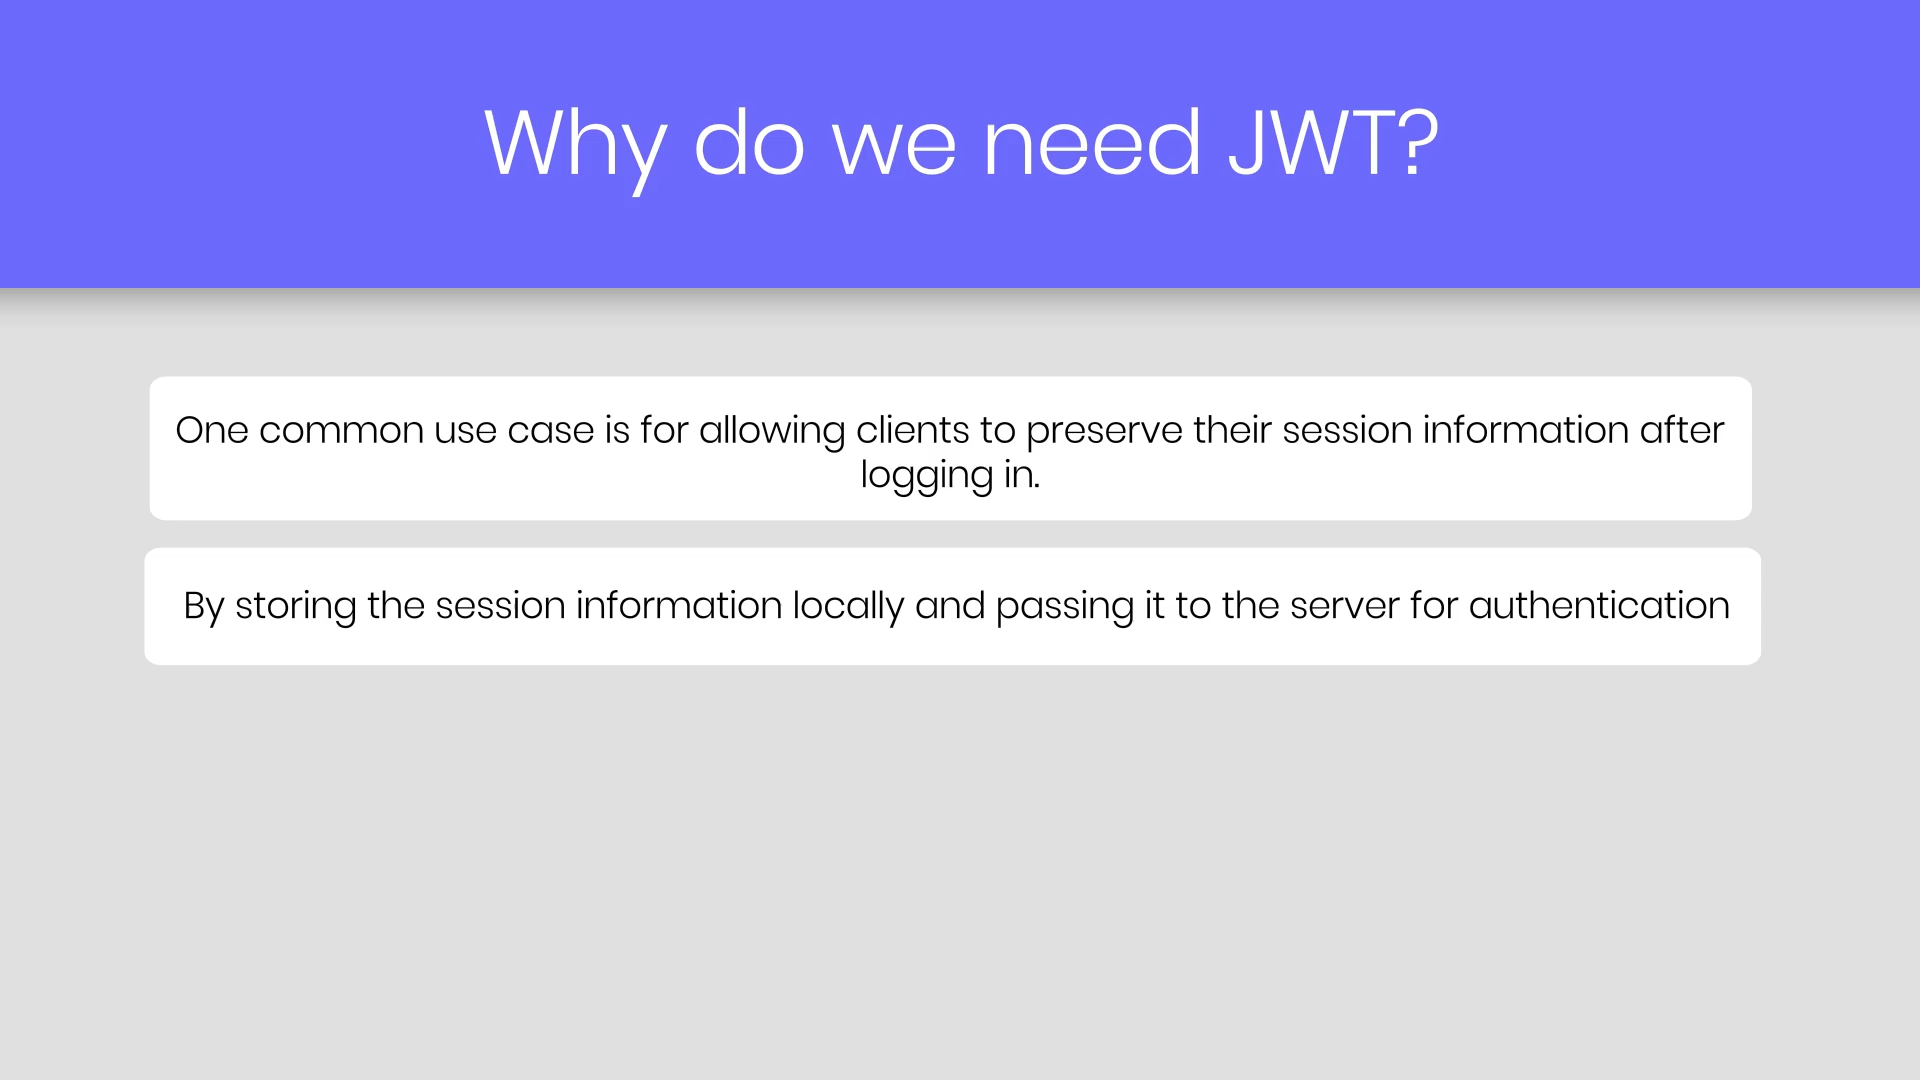 Why do we need JWT?
One common use case is for allowing clients to preserve their session information after
logging in.
By storing the session information locally and passing it to the server for authentication